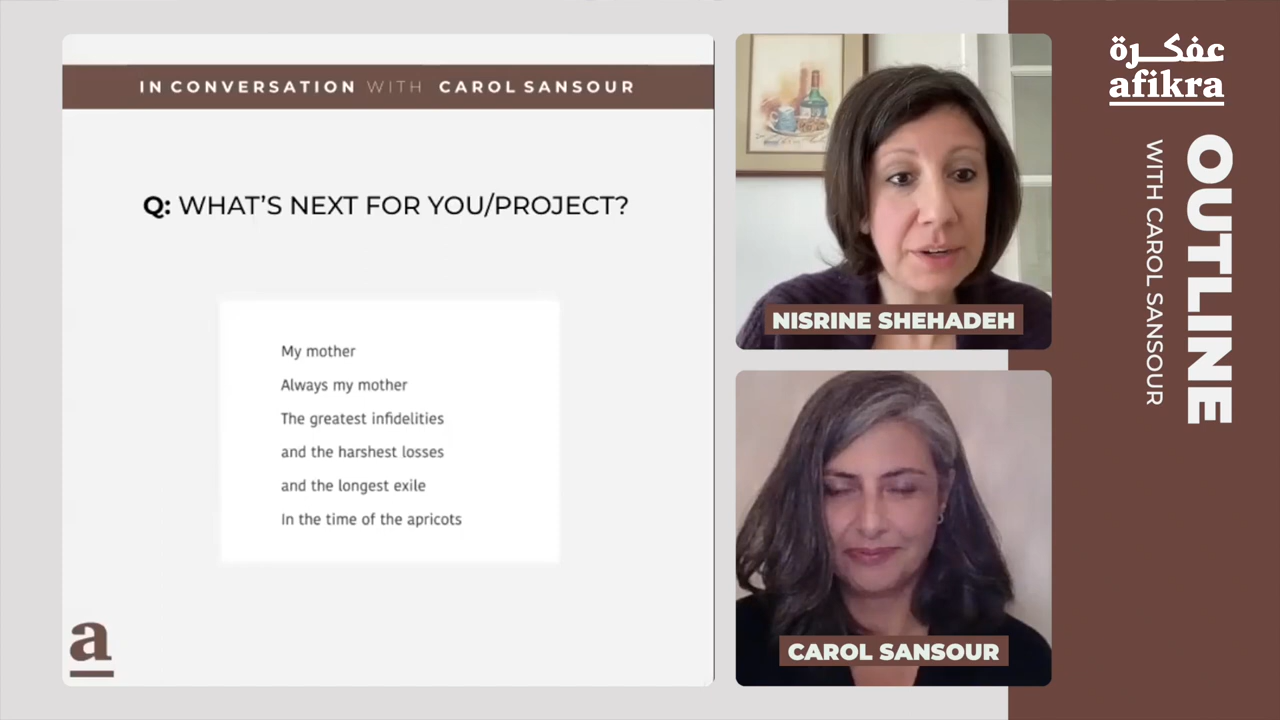 IN CONVERSATION WITH CAROL SANSOUR
Q: WHAT'S NEXT FOR YOU/PROJECT?
My mother
Always my mother
The greatest infidelities
and the harshest losses
and the longest exile
In the time of the apricots
a
NISRINE SHEHADEH
CAROL SANSOUR
عفكرة
afikra
OUTLINE
WITH CAROL SANSOUR